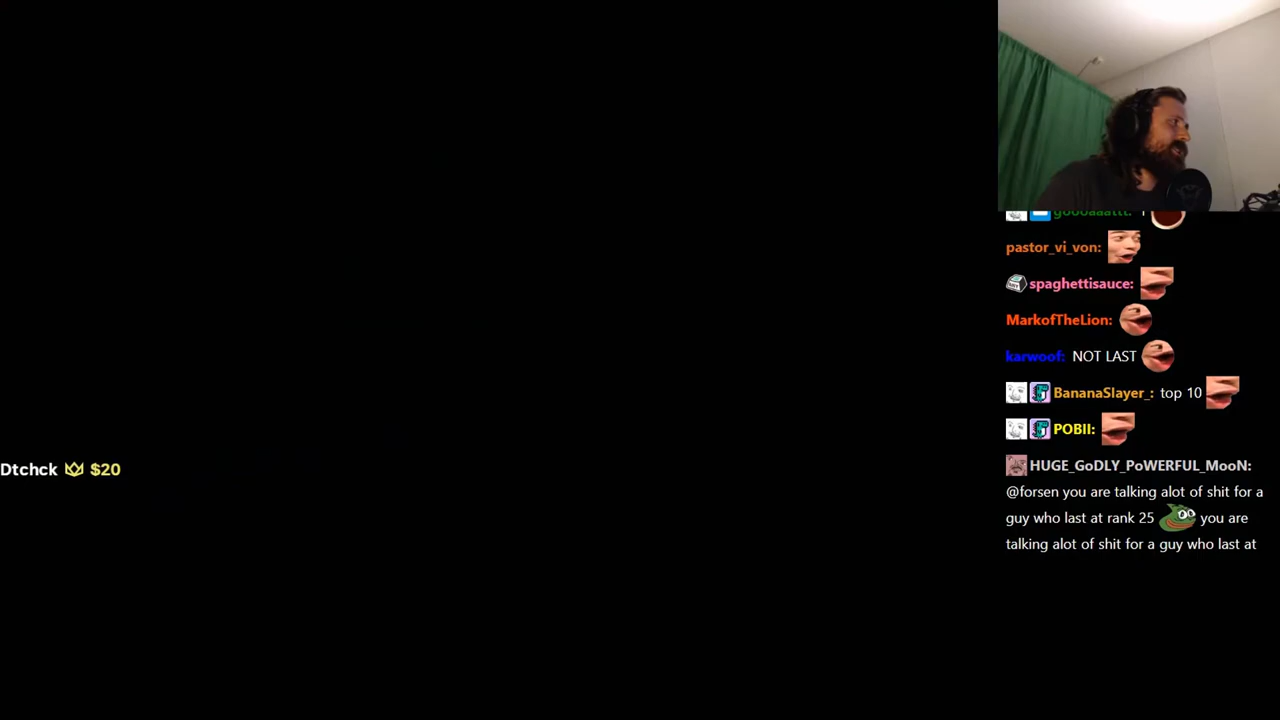 goooaaattt:
pastor_vi_von:
spaghettisauce:
MarkofTheLion:
karwoof: NOT LAST
BananaSlayer_: top 10
POBII:
Dtchck $20
HUGE_GoDLY_PoWERFUL_MooN:
@forsen you are talking alot of shit for a
guy who last at rank 25 you are
talking alot of shit for a guy who last at